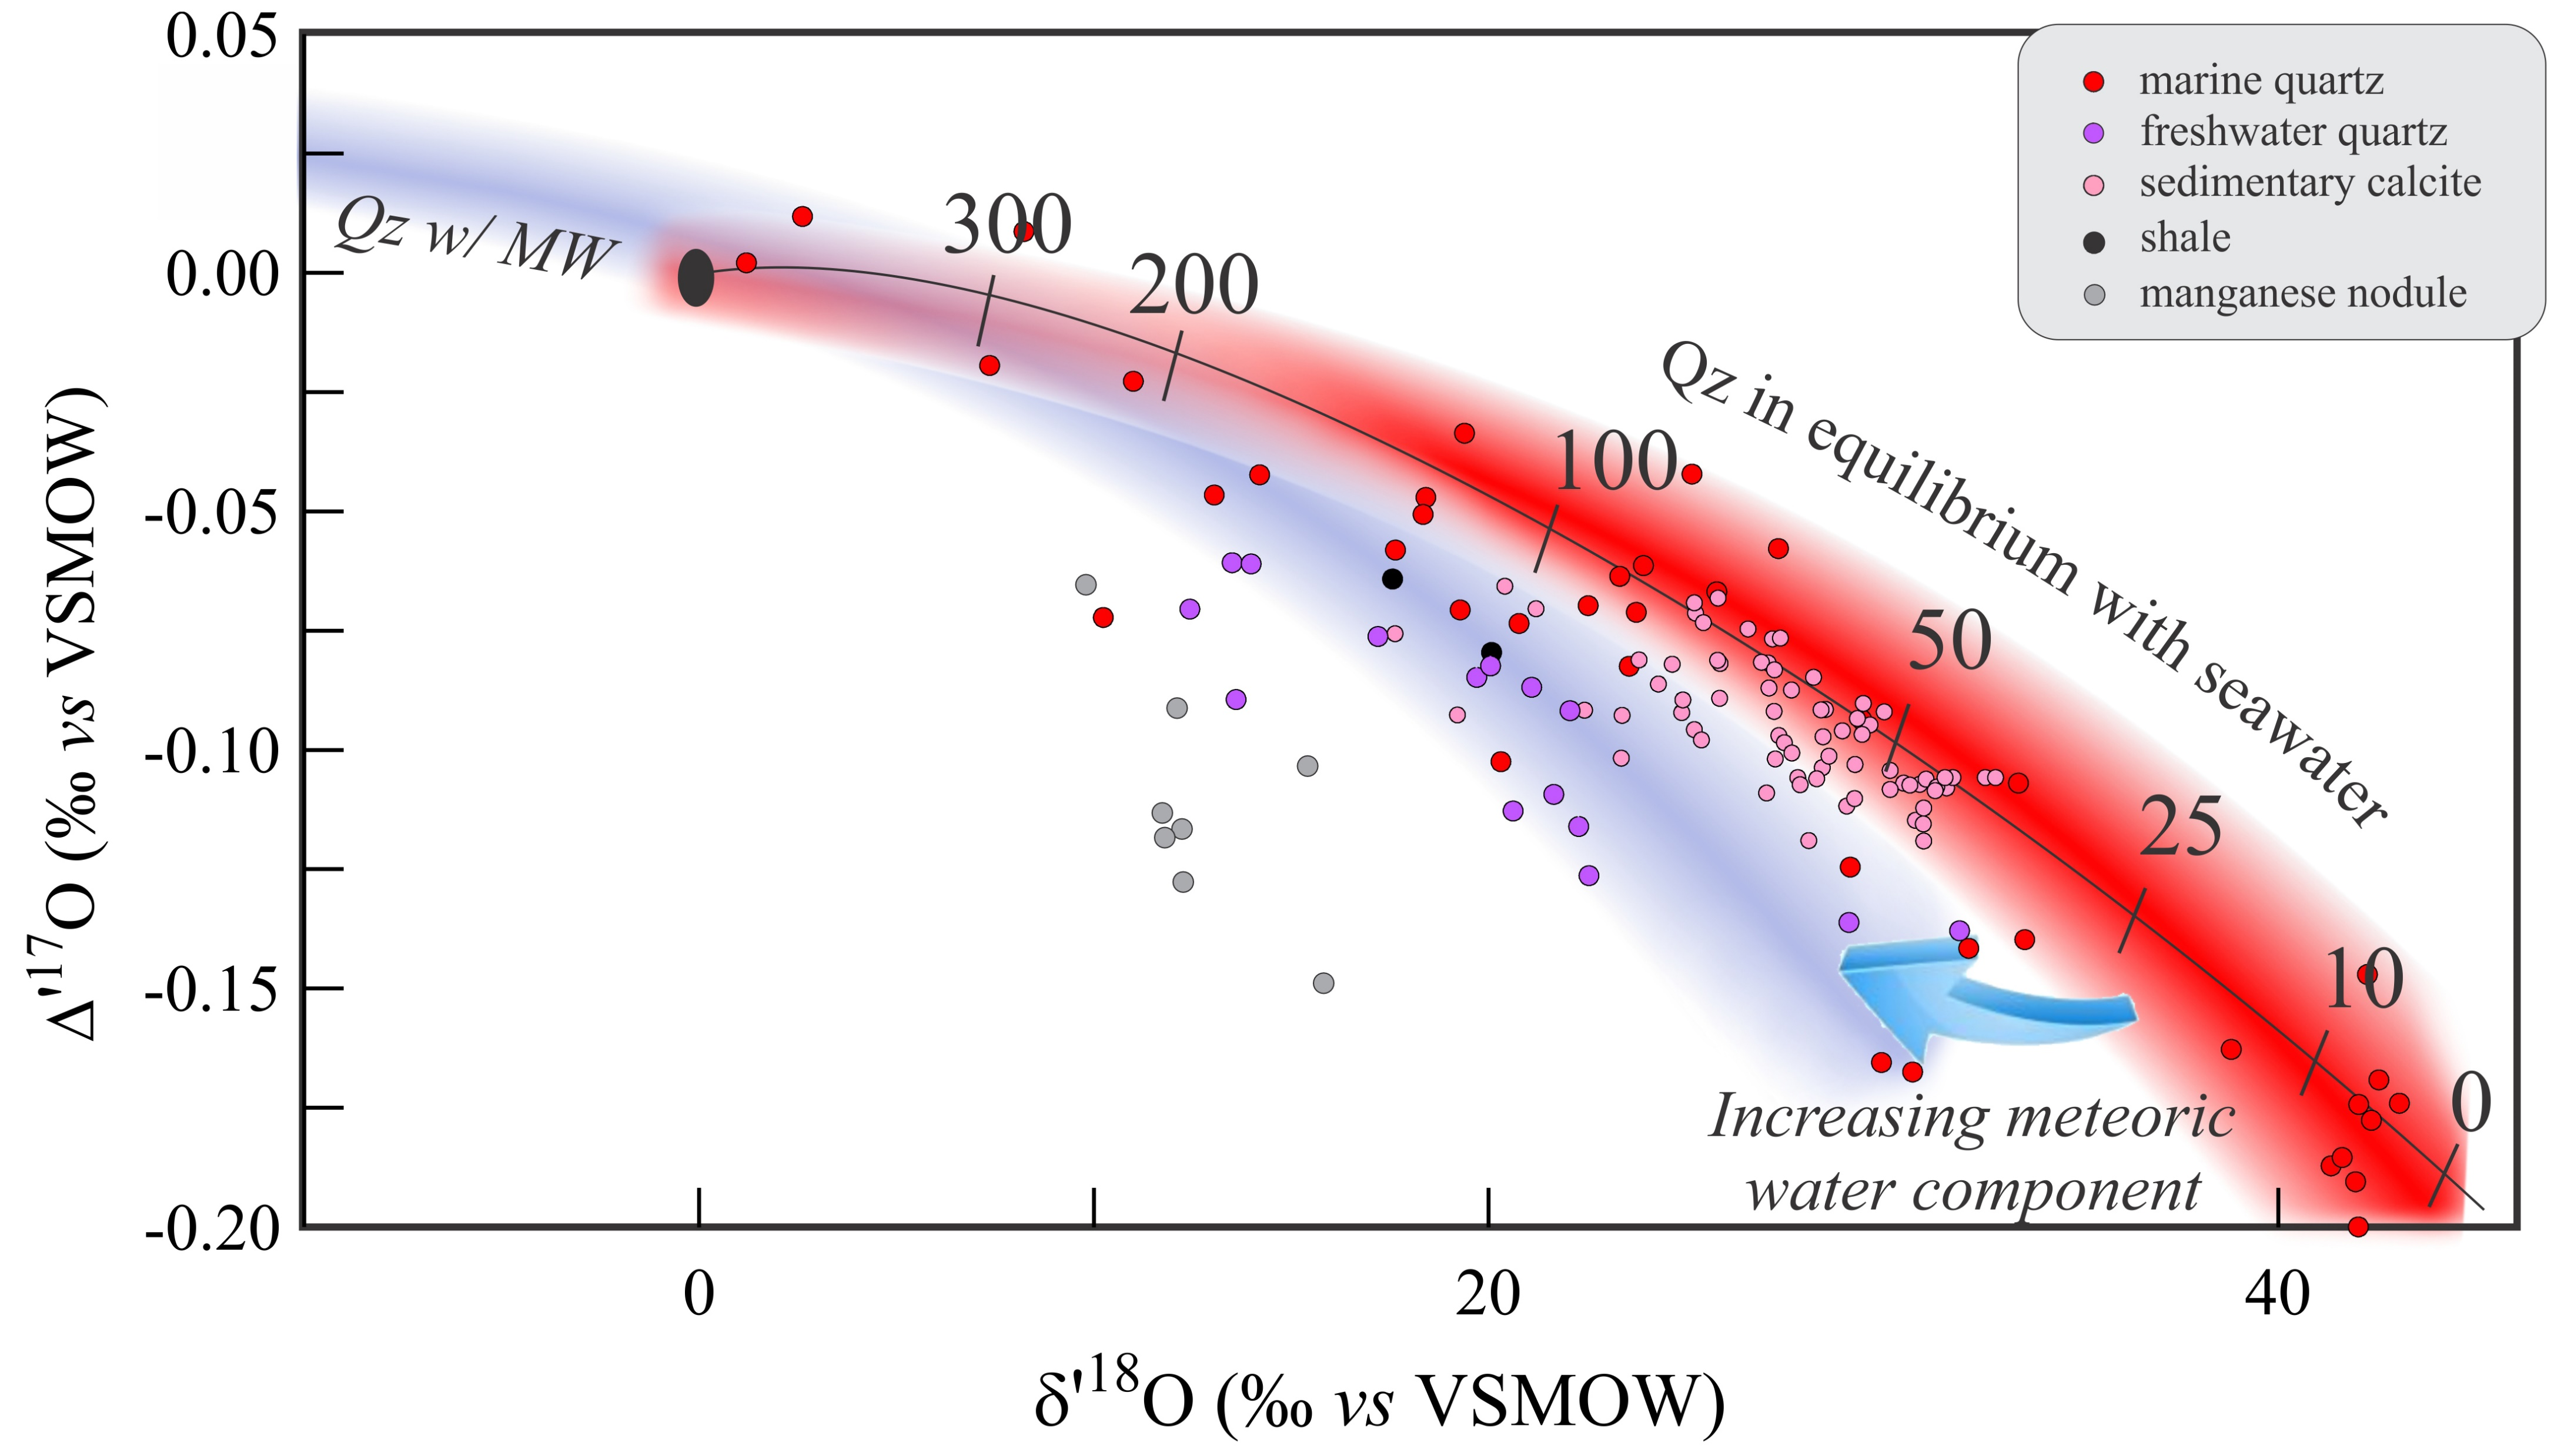 0.05
0.00
-0.05
-0.10
-0.15
-0.20
Δ'17O (‰ vs VSMOW)
marine quartz
freshwater quartz
sedimentary calcite
shale
manganese nodule
Qz w/ MW
300
200
100
50
25
10
0
Qz in equilibrium with seawater
Increasing meteoric
water component
0
20
40
δ'18O (‰ vs VSMOW)